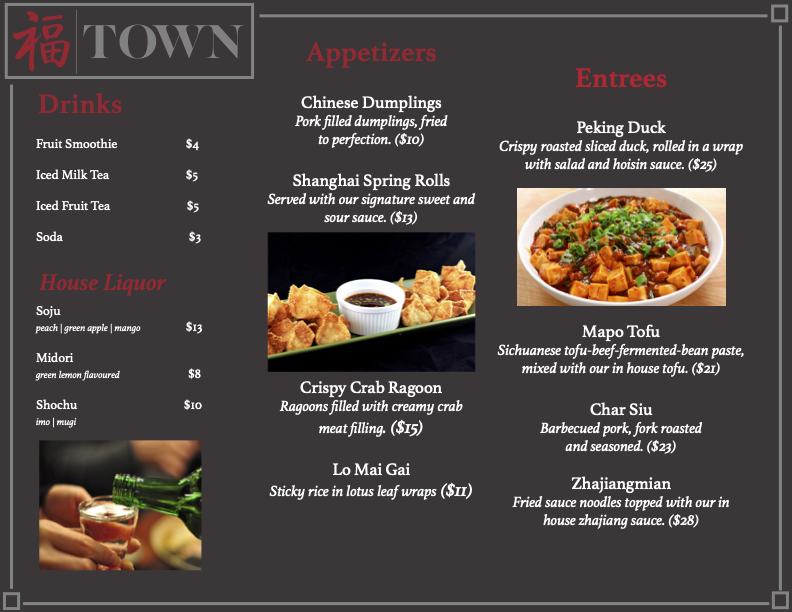 福 TOWN
Drinks
Fruit Smoothie $4
Iced Milk Tea $5
Iced Fruit Tea $5
Soda $3
House Liquor
Soju
peach | green apple | mango $13
Midori
green lemon flavoured $8
Shochu $10
imo | mugi
Appetizers
Chinese Dumplings
Pork filled dumplings, fried
to perfection. ($10)
Shanghai Spring Rolls
Served with our signature sweet and
sour sauce. ($13)
Crispy Crab Ragoon
Ragoons filled with creamy crab
meat filling. ($15)
Lo Mai Gai
Sticky rice in lotus leaf wraps ($11)
Entrees
Peking Duck
Crispy roasted sliced duck, rolled in a wrap
with salad and hoisin sauce. ($25)
Mapo Tofu
Sichuanese tofu-beef-fermented-bean paste,
mixed with our in house tofu. ($21)
Char Siu
Barbecued pork, fork roasted
and seasoned. ($23)
Zhajiangmian
Fried sauce noodles topped with our in
house zhajiang sauce. ($28)